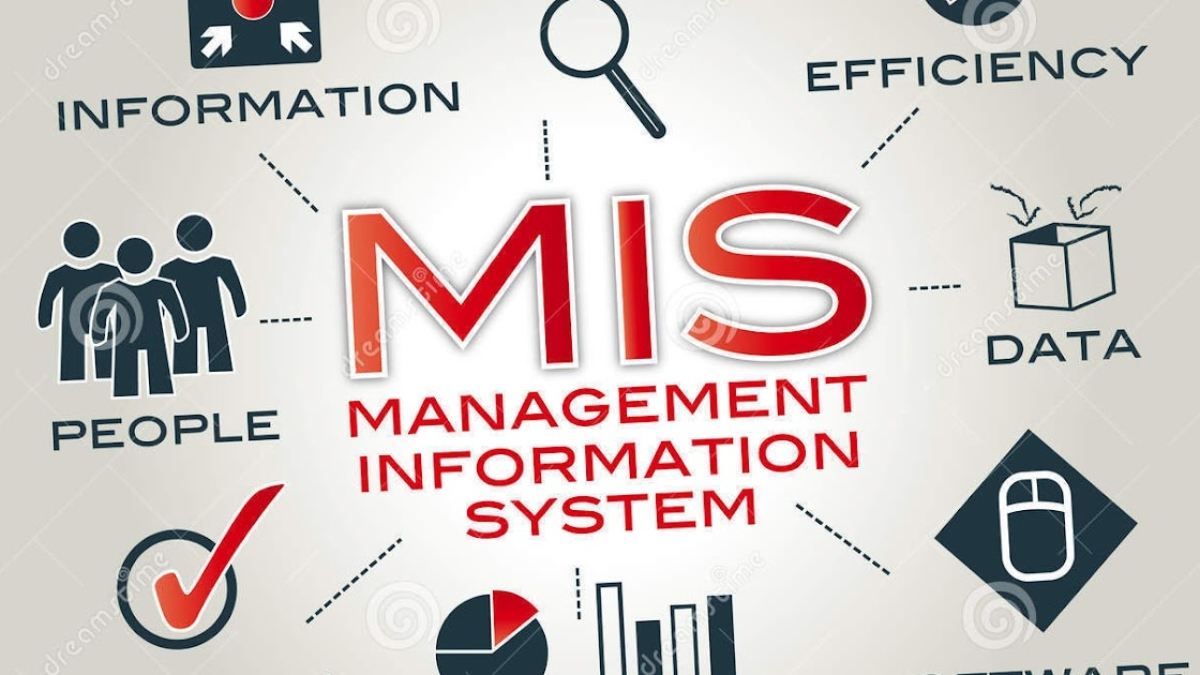 INFORMATION
EFFICIENCY
MIS
DATA
PEOPLE
MANAGEMENT
INFORMATION
SYSTEM